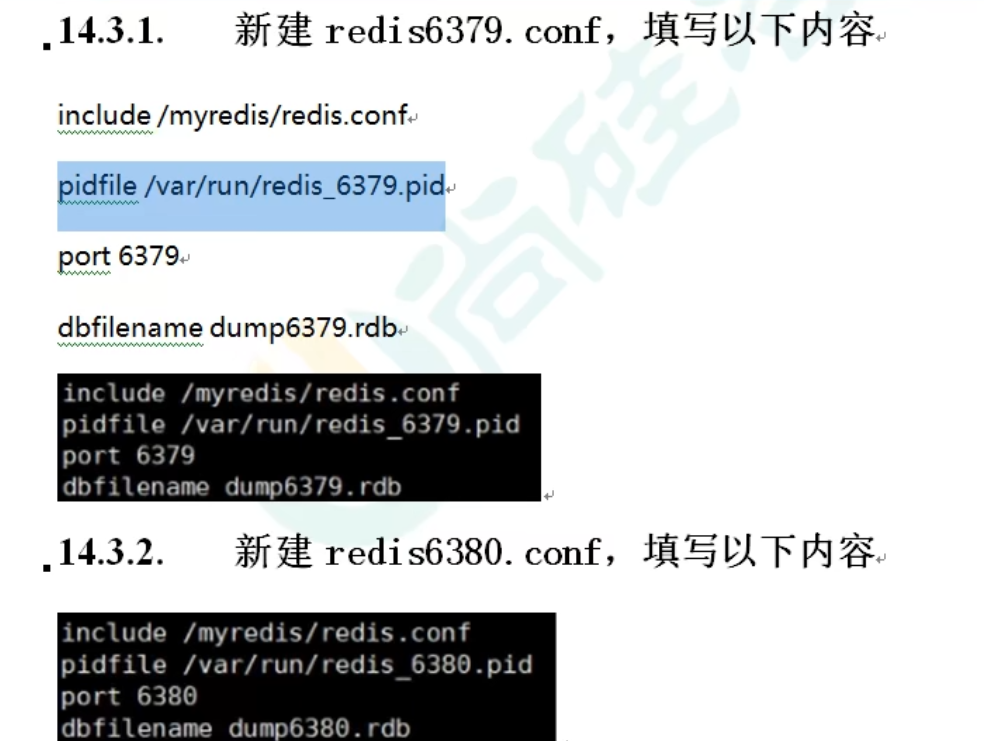 14.3.1. 新建 redis6379.conf，填写以下内容
include /myredis/redis.conf
pidfile /var/run/redis_6379.pid
port 6379
dbfilename dump6379.rdb
include /myredis/redis.conf
pidfile /var/run/redis_6379.pid
port 6379
dbfilename dump6379.rdb
14.3.2. 新建 redis6380.conf，填写以下内容
include /myredis/redis.conf
pidfile /var/run/redis_6380.pid
port 6380
dbfilename dump6380.rdb
尚硅